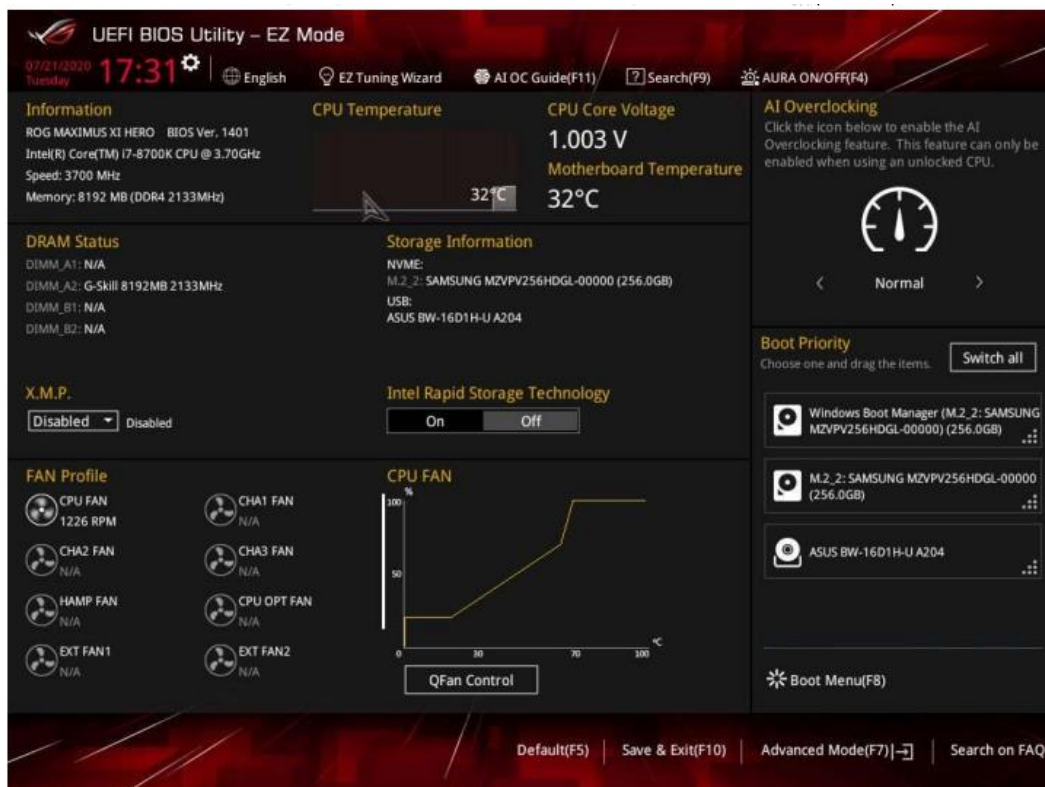 UEFI BIOS Utility – EZ Mode
07/21/2020
Tuesday
17:31
English
EZ Tuning Wizard
AI OC Guide(F11)
? Search(F9)
AURA ON/OFF(F4)
Information
ROG MAXIMUS XI HERO BIOS Ver. 1401
Intel(R) Core(TM) i7-8700K CPU @ 3.70GHz
Speed: 3700 MHz
Memory: 8192 MB (DDR4 2133MHz)
CPU Temperature
32°C
CPU Core Voltage
1.003 V
Motherboard Temperature
32°C
AI Overclocking
Click the icon below to enable the AI
Overclocking feature. This feature can only be
enabled when using an unlocked CPU.
Normal
DRAM Status
DIMM_A1: N/A
DIMM_A2: G-Skill 8192MB 2133MHz
DIMM_B1: N/A
DIMM_B2: N/A
Storage Information
NVME:
M.2_2: SAMSUNG MZVPV256HDGL-00000 (256.0GB)
USB:
ASUS BW-16D1H-U A204
X.M.P.
Disabled
Disabled
Intel Rapid Storage Technology
On
Off
Boot Priority
Choose one and drag the items.
Switch all
Windows Boot Manager (M.2_2: SAMSUNG
MZVPV256HDGL-00000) (256.0GB)
M.2_2: SAMSUNG MZVPV256HDGL-00000
(256.0GB)
ASUS BW-16D1H-U A204
FAN Profile
CPU FAN
1226 RPM
CHA1 FAN
N/A
CHA2 FAN
N/A
CHA3 FAN
N/A
HAMP FAN
N/A
CPU OPT FAN
N/A
EXT FAN1
N/A
EXT FAN2
N/A
CPU FAN
%
100
50
0
30
70
100
°C
QFan Control
Boot Menu(F8)
Default(F5)
Save & Exit(F10)
Advanced Mode(F7)
Search on FAQ